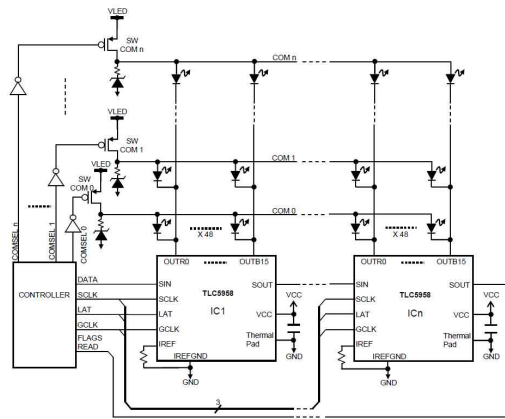 VLED
SW
COM n
COM n
VLED
SW
COM 1
COM 1
VLED
SW
COM 0
COM 0
COMSEL n
COMSEL 1
COMSEL 0
X 48
X 48
OUTR0
OUTB15
OUTR0
OUTB15
CONTROLLER
DATA
SCLK
LAT
GCLK
FLAGS
READ
SIN
SCLK
LAT
GCLK
IREF
TLC5958
IC1
SOUT
VCC
Thermal
Pad
IREFGND
VCC
GND
GND
SIN
SCLK
LAT
GCLK
IREF
TLC5958
ICn
SOUT
VCC
Thermal
Pad
IREFGND
VCC
GND
GND
3